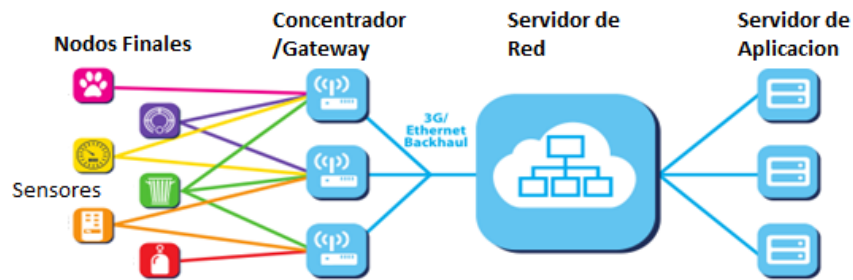 Nodos Finales
Concentrador
/Gateway
Servidor de
Red
Servidor de
Aplicacion
3G/
Ethernet
Backhaul
Sensores